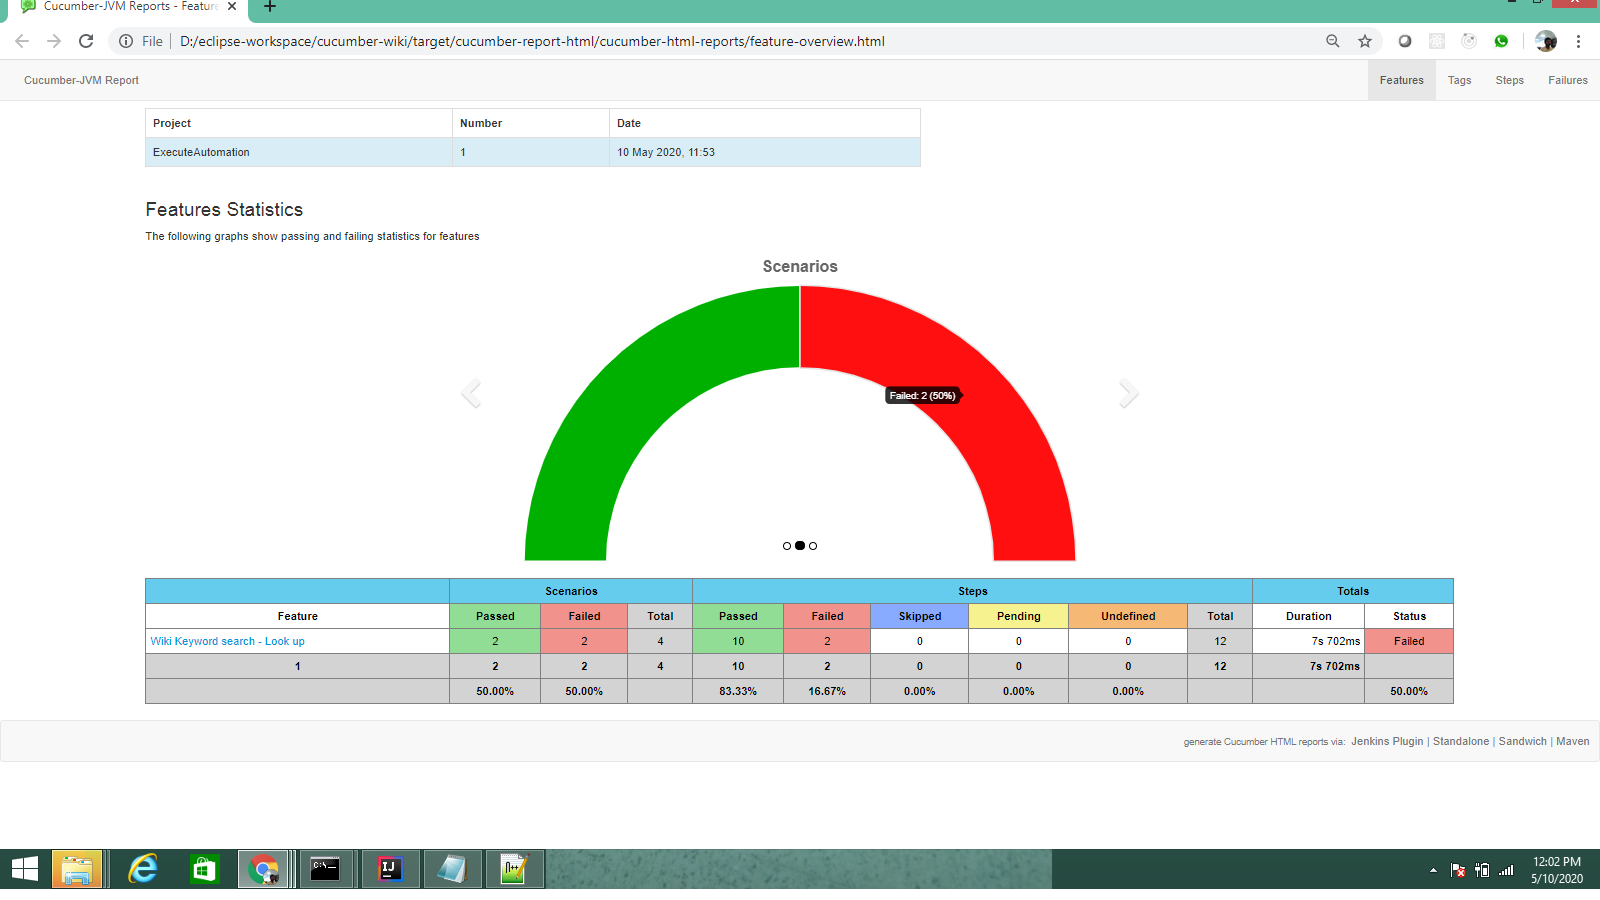 Cucumber-JVM Reports - Feature
File
D:/eclipse-workspace/cucumber-wiki/target/cucumber-report-html/cucumber-html-reports/feature-overview.html
Cucumber-JVM Report Features Tags Steps Failures
Project Number Date
ExecuteAutomation 1 10 May 2020, 11:53
Features Statistics
The following graphs show passing and failing statistics for features
Scenarios
Failed: 2 (50%)
Scenarios Steps Totals
Feature Passed Failed Total Passed Failed Skipped Pending Undefined Total Duration Status
Wiki Keyword search - Look up 2 2 4 10 2 0 0 0 12 7s 702ms Failed
1 2 2 4 10 2 0 0 0 12 7s 702ms
50.00% 50.00% 83.33% 16.67% 0.00% 0.00% 0.00% 50.00%
generate Cucumber HTML reports via: Jenkins Plugin | Standalone | Sandwich | Maven
12:02 PM
5/10/2020